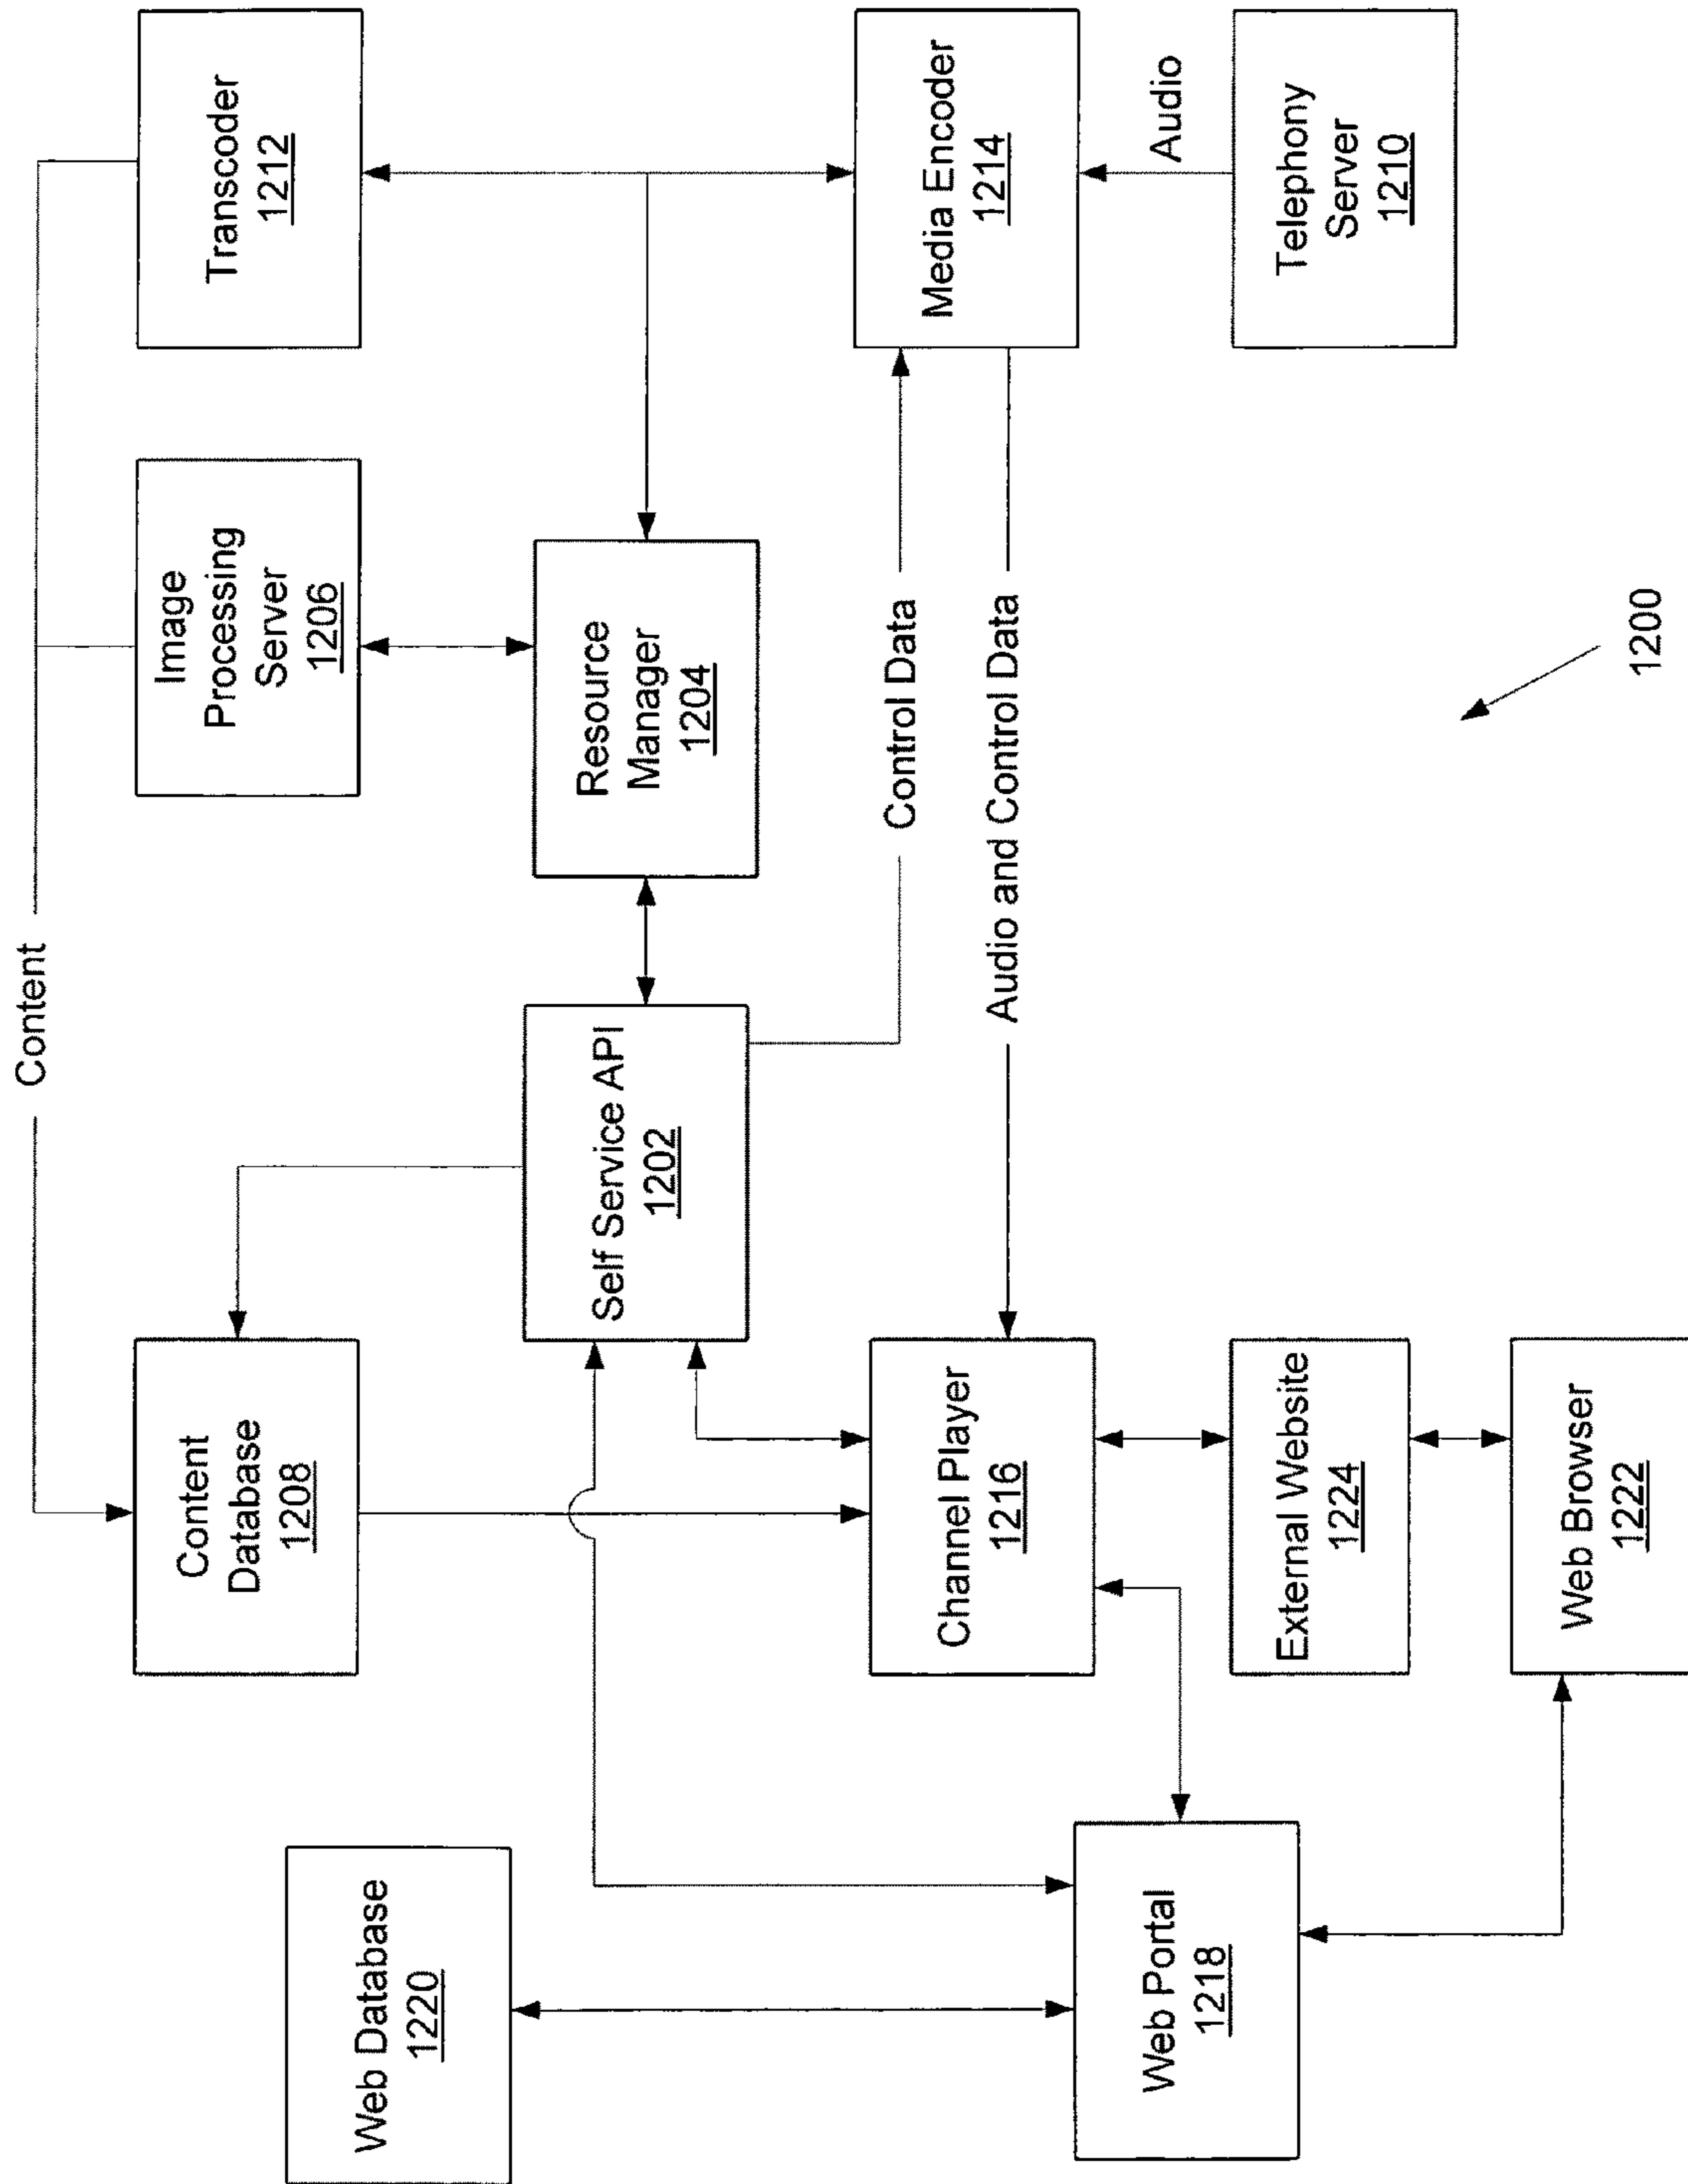 Content
Web Database
1220
Content
Database
1208
Image
Processing
Server
1206
Transcoder
1212
Self Service API
1202
Resource
Manager
1204
Control Data
Channel Player
1216
Media Encoder
1214
Audio and Control Data
Audio
Web Portal
1218
External Website
1224
Telephony
Server
1210
Web Browser
1222
1200